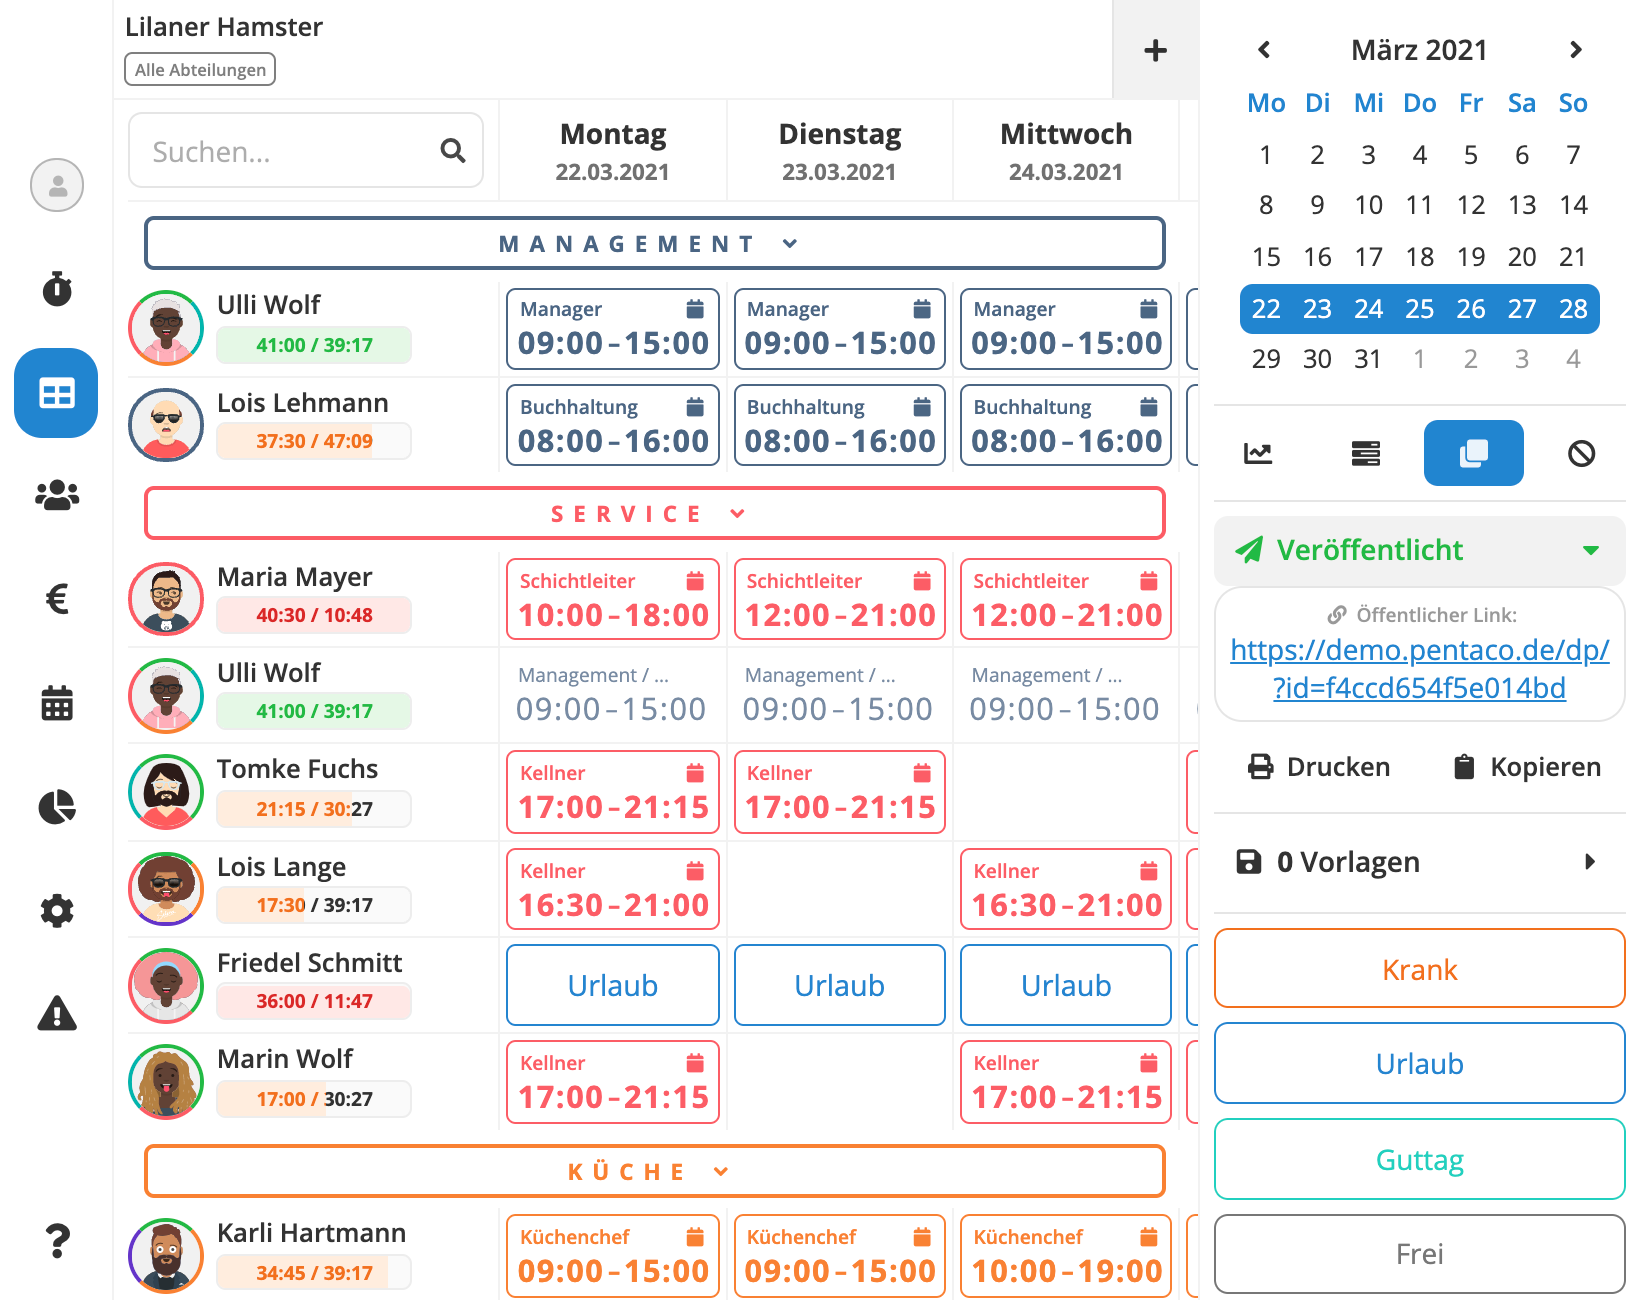 Lilaner Hamster
Alle Abteilungen
Suchen...
Montag
22.03.2021
Dienstag
23.03.2021
Mittwoch
24.03.2021
MANAGEMENT
Ulli Wolf
41:00 / 39:17
Manager
09:00–15:00
Manager
09:00–15:00
Manager
09:00–15:00
Lois Lehmann
37:30 / 47:09
Buchhaltung
08:00–16:00
Buchhaltung
08:00–16:00
Buchhaltung
08:00–16:00
SERVICE
Maria Mayer
40:30 / 10:48
Schichtleiter
10:00–18:00
Schichtleiter
12:00–21:00
Schichtleiter
12:00–21:00
Ulli Wolf
41:00 / 39:17
Management / ...
09:00–15:00
Management / ...
09:00–15:00
Management / ...
09:00–15:00
Tomke Fuchs
21:15 / 30:27
Kellner
17:00–21:15
Kellner
17:00–21:15
Lois Lange
17:30 / 39:17
Kellner
16:30–21:00
Kellner
16:30–21:00
Friedel Schmitt
36:00 / 11:47
Urlaub
Urlaub
Urlaub
Marin Wolf
17:00 / 30:27
Kellner
17:00–21:15
Kellner
17:00–21:15
KÜCHE
Karli Hartmann
34:45 / 39:17
Küchenchef
09:00–15:00
Küchenchef
09:00–15:00
Küchenchef
10:00–19:00
März 2021
Mo Di Mi Do Fr Sa So
1 2 3 4 5 6 7
8 9 10 11 12 13 14
15 16 17 18 19 20 21
22 23 24 25 26 27 28
29 30 31 1 2 3 4
Veröffentlicht
Öffentlicher Link:
https://demo.pentaco.de/dp/
?id=f4ccd654f5e014bd
Drucken
Kopieren
0 Vorlagen
Krank
Urlaub
Guttag
Frei